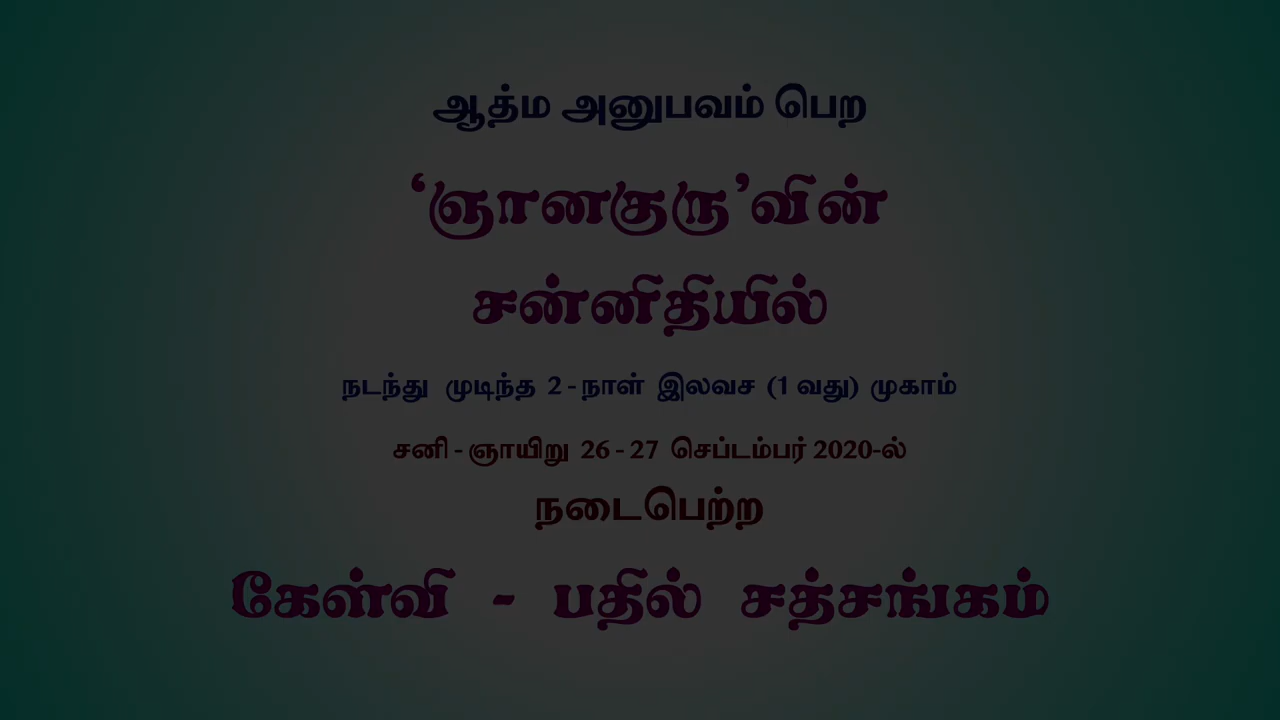 ஆத்ம அனுபவம் பெற
‘ஞானகுரு’வின்
சன்னிதியில்
நடந்து முடிந்த 2 - நாள் இலவச (1 வது) முகாம்
சனி - ஞாயிறு 26 - 27 செப்டம்பர் 2020-ல்
நடைபெற்ற
கேள்வி - பதில் சத்சங்கம்